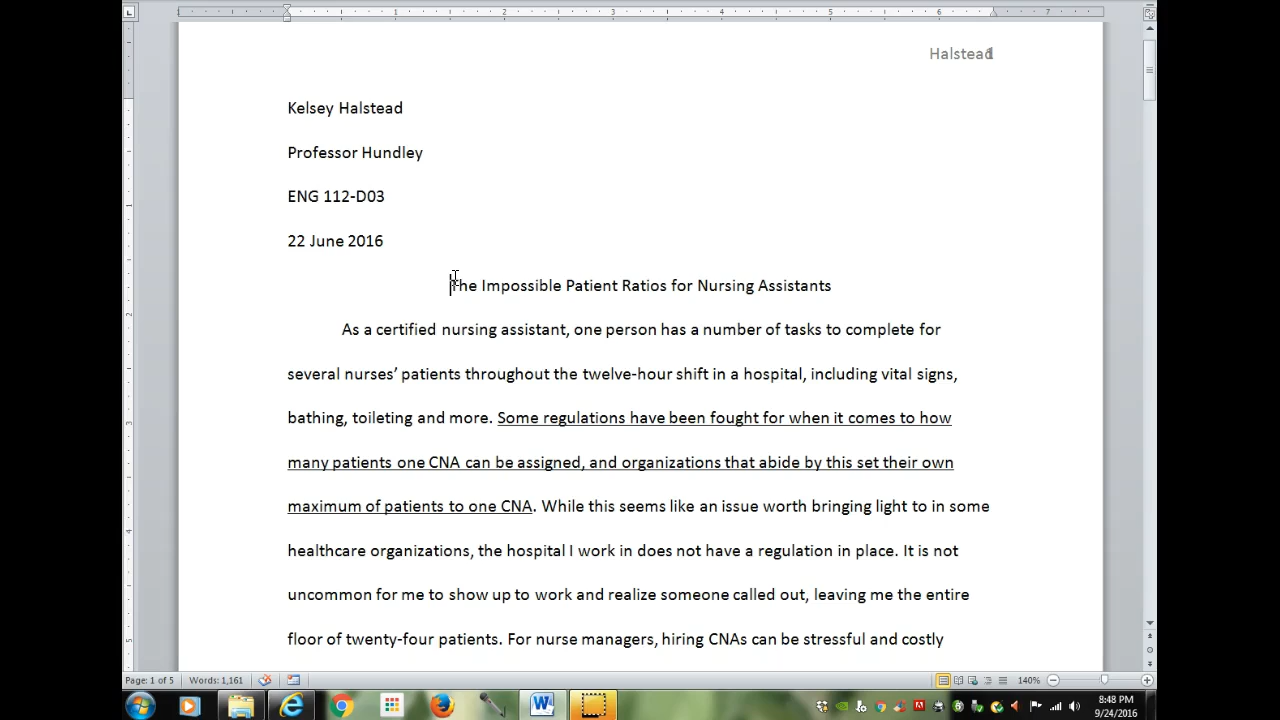 1 2 3 4 5 6 7
Halstead1
Kelsey Halstead
Professor Hundley
ENG 112-D03
22 June 2016
The Impossible Patient Ratios for Nursing Assistants
As a certified nursing assistant, one person has a number of tasks to complete for
several nurses’ patients throughout the twelve-hour shift in a hospital, including vital signs,
bathing, toileting and more. Some regulations have been fought for when it comes to how
many patients one CNA can be assigned, and organizations that abide by this set their own
maximum of patients to one CNA. While this seems like an issue worth bringing light to in some
healthcare organizations, the hospital I work in does not have a regulation in place. It is not
uncommon for me to show up to work and realize someone called out, leaving me the entire
floor of twenty-four patients. For nurse managers, hiring CNAs can be stressful and costly
Page: 1 of 5 Words: 1,161 140%
8:48 PM
9/24/2016